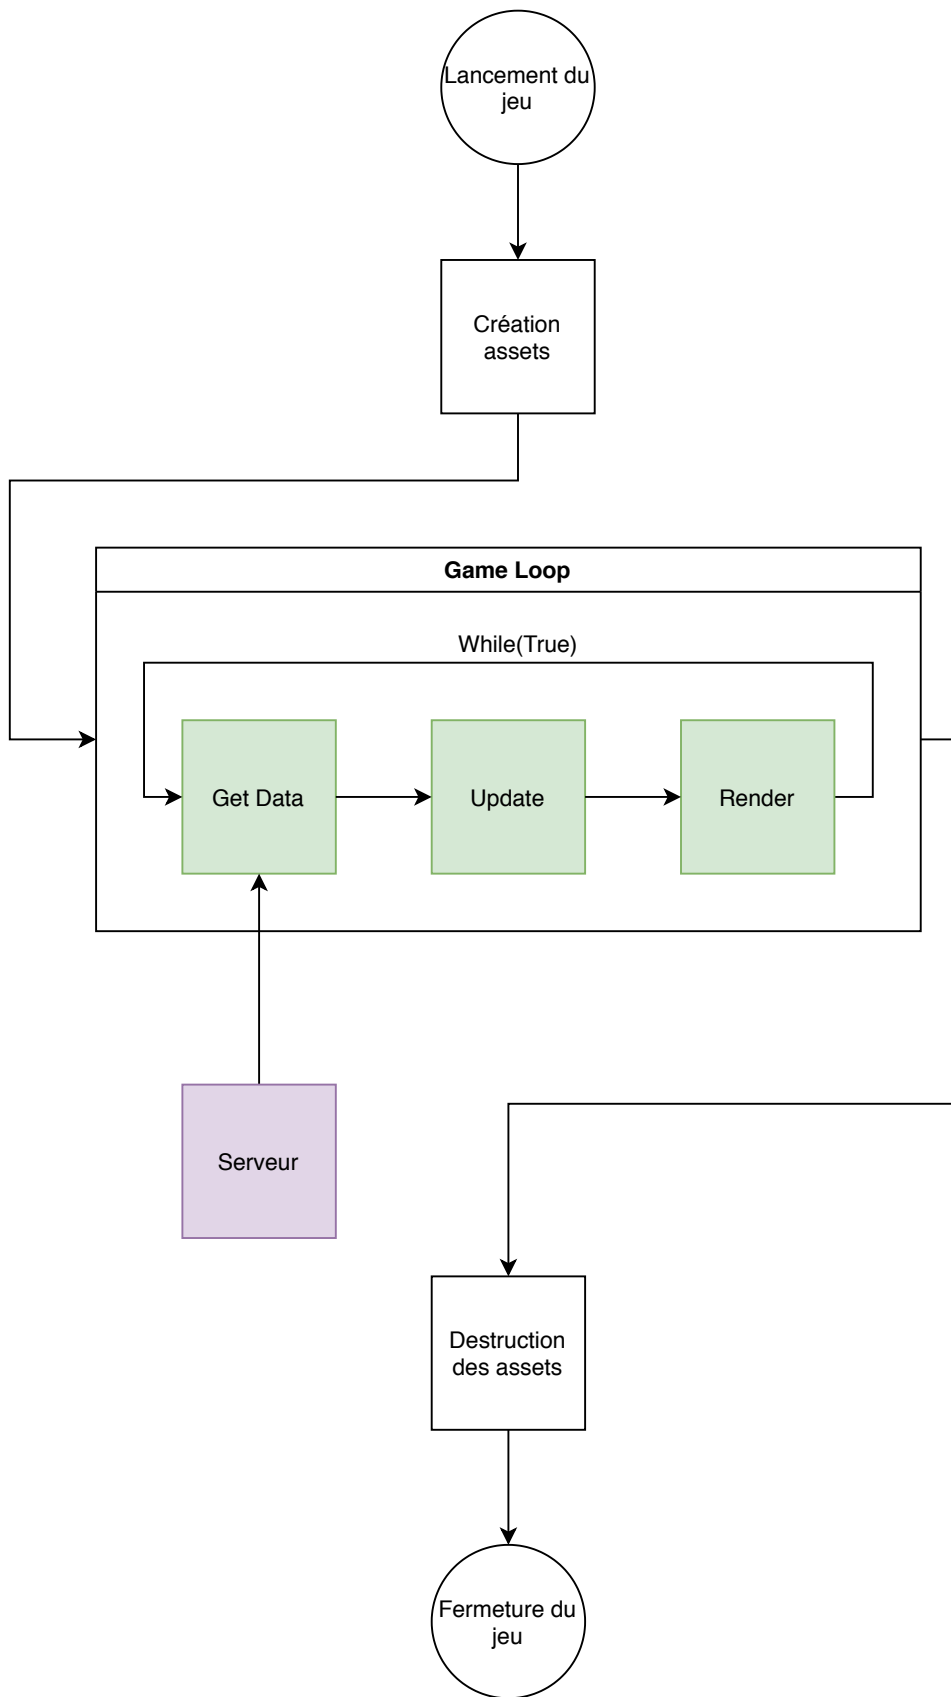 Lancement du
jeu
Création
assets
Game Loop
While(True)
Get Data
Update
Render
Serveur
Destruction
des assets
Fermeture du
jeu